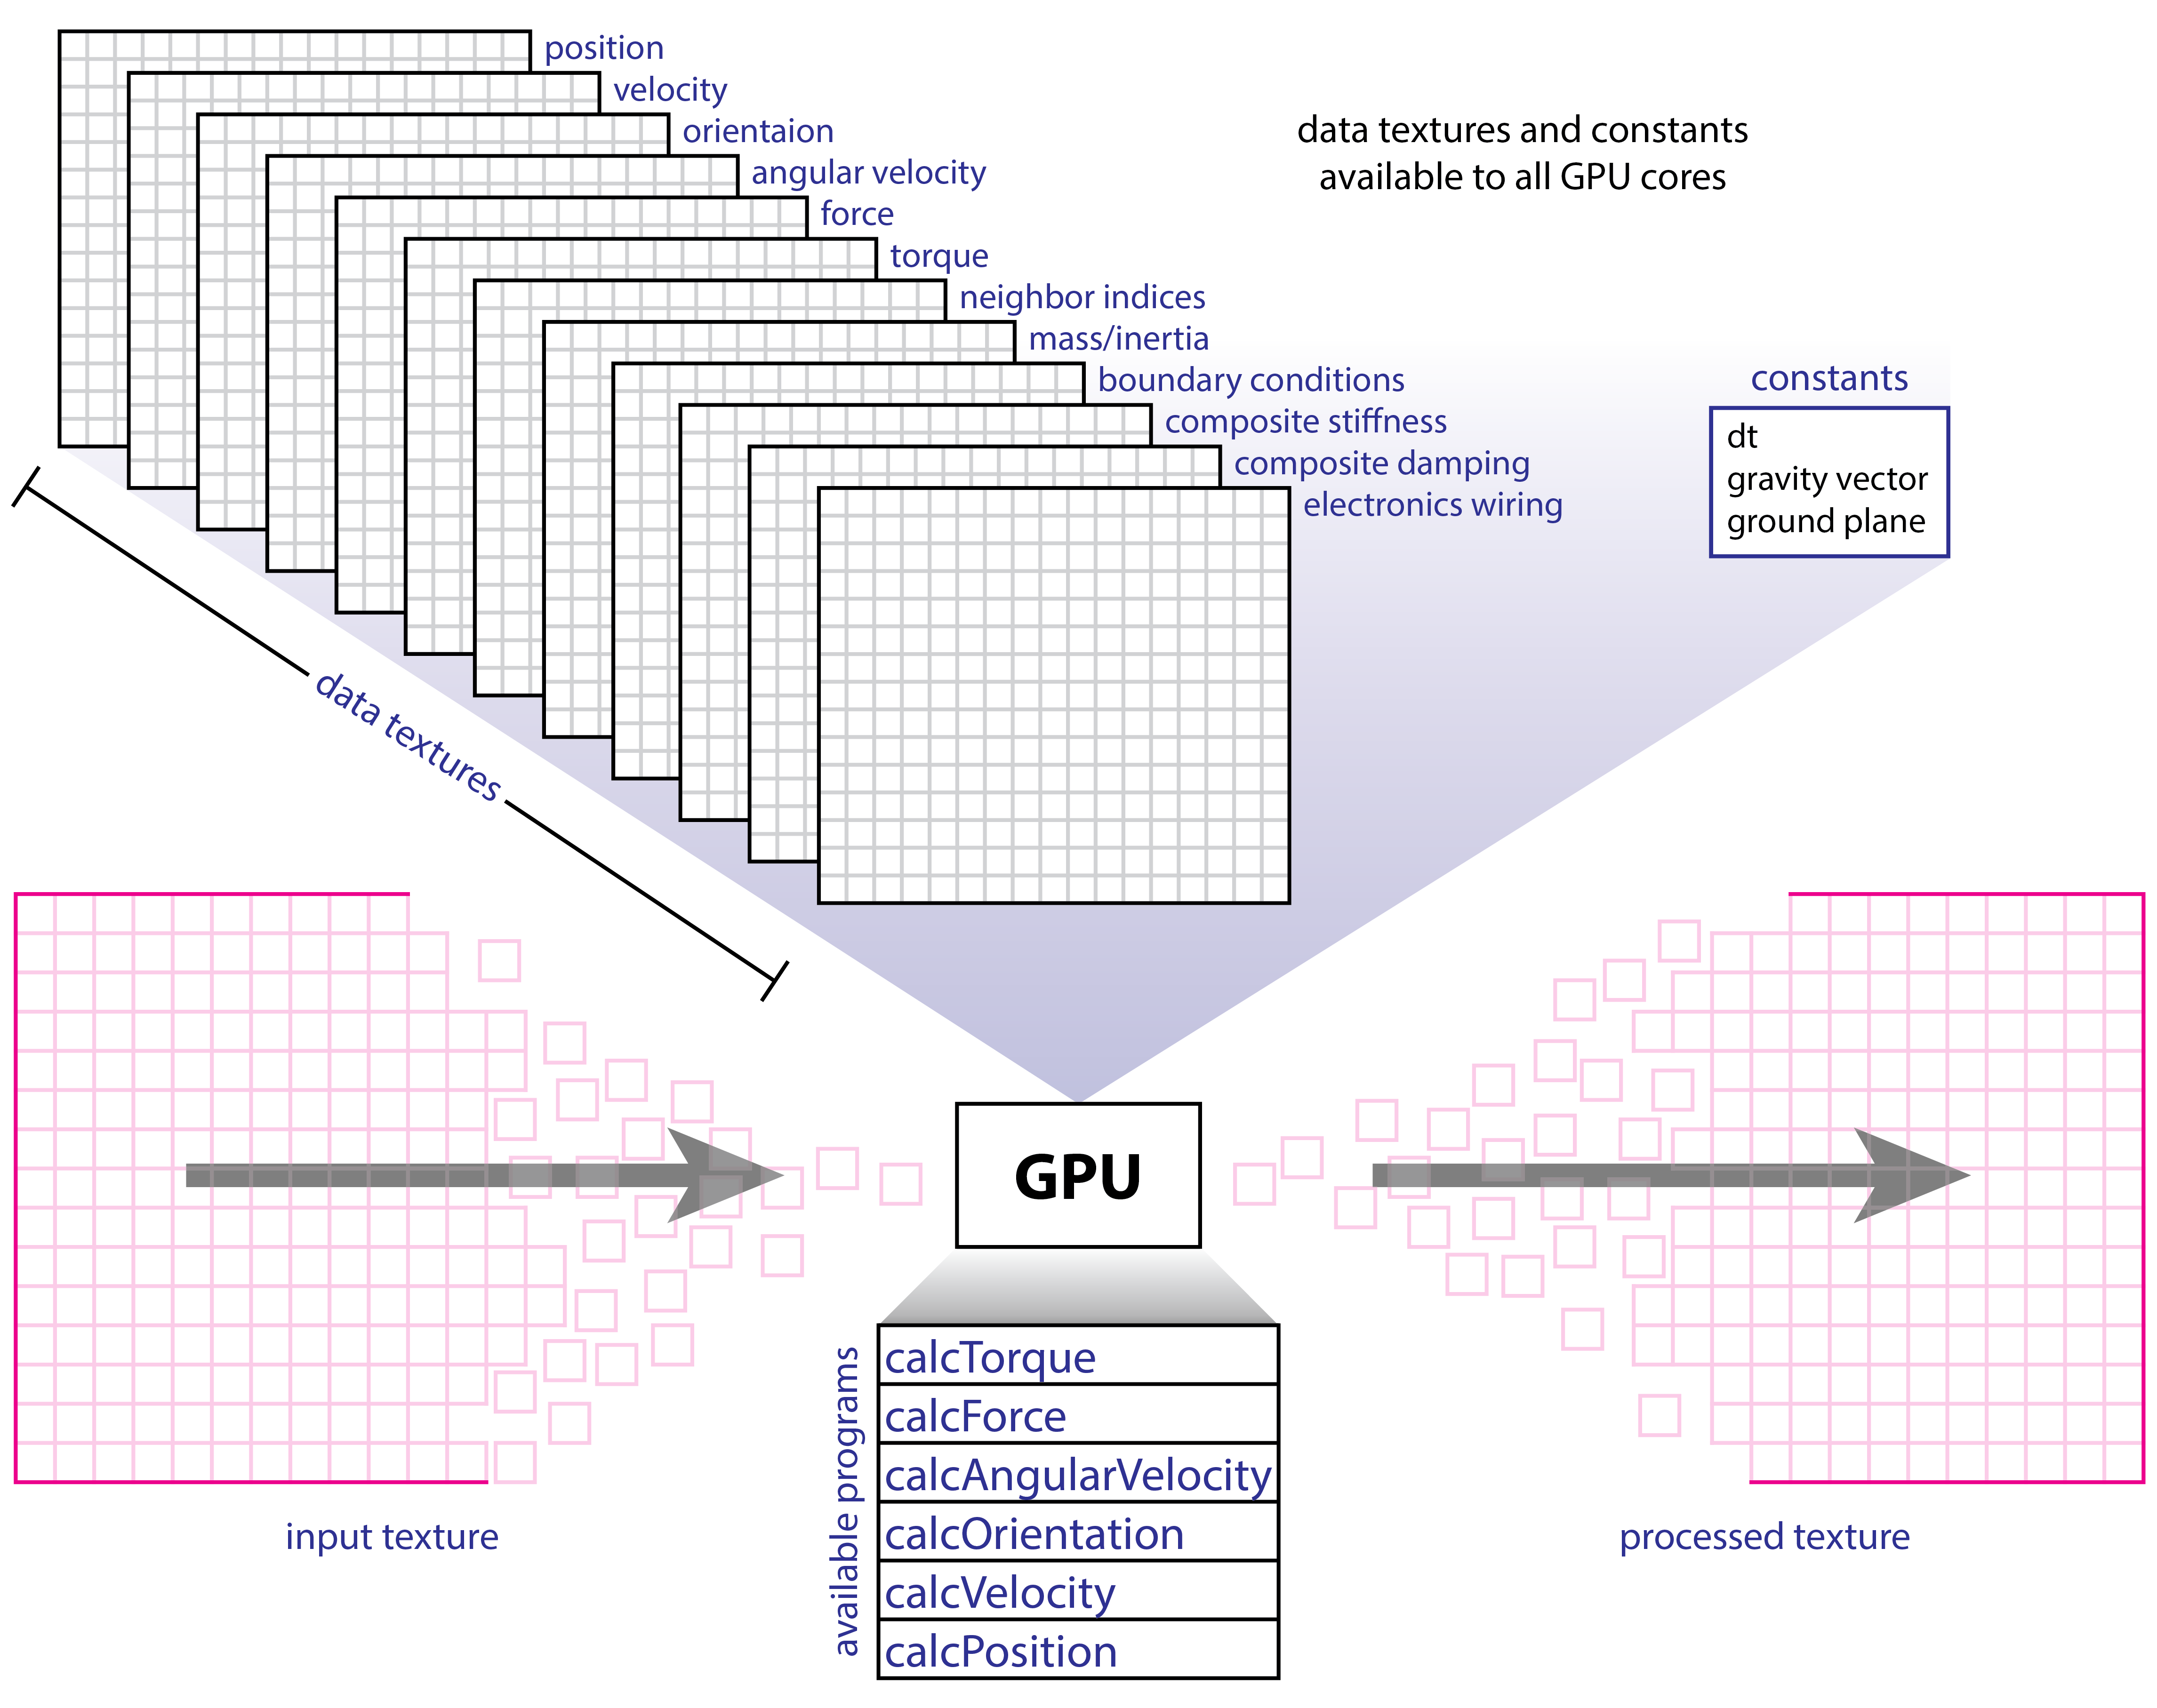 position
velocity
orientaion
angular velocity
force
torque
neighbor indices
mass/inertia
boundary conditions
composite stiffness
composite damping
electronics wiring
data textures and constants
available to all GPU cores
constants
dt
gravity vector
ground plane
data textures
GPU
available programs
calcTorque
calcForce
calcAngularVelocity
calcOrientation
calcVelocity
calcPosition
input texture
processed texture